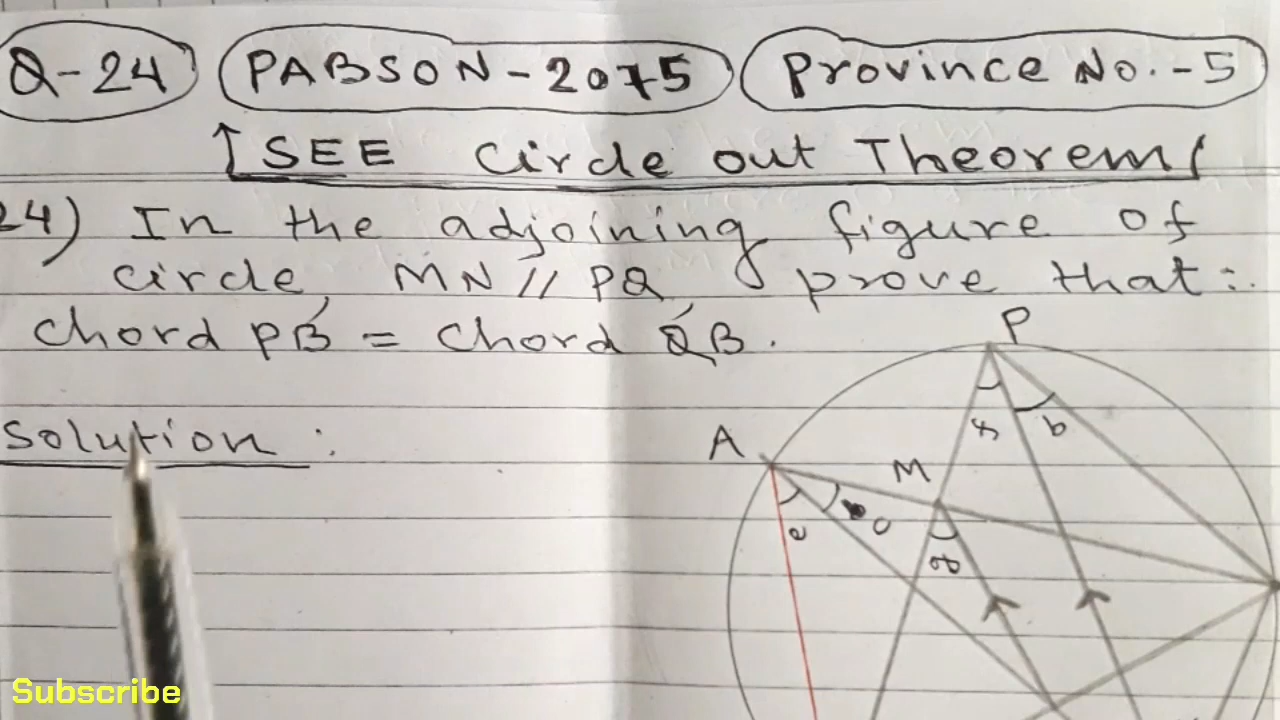 Q-24 PABSON-2075 Province No.-5
SEE Circle out Theorem
24) In the adjoining figure of
circle, MN // PQ, prove that:
chord PB = chord QB.
P
Solution :
A
M
b
c
e
Subscribe